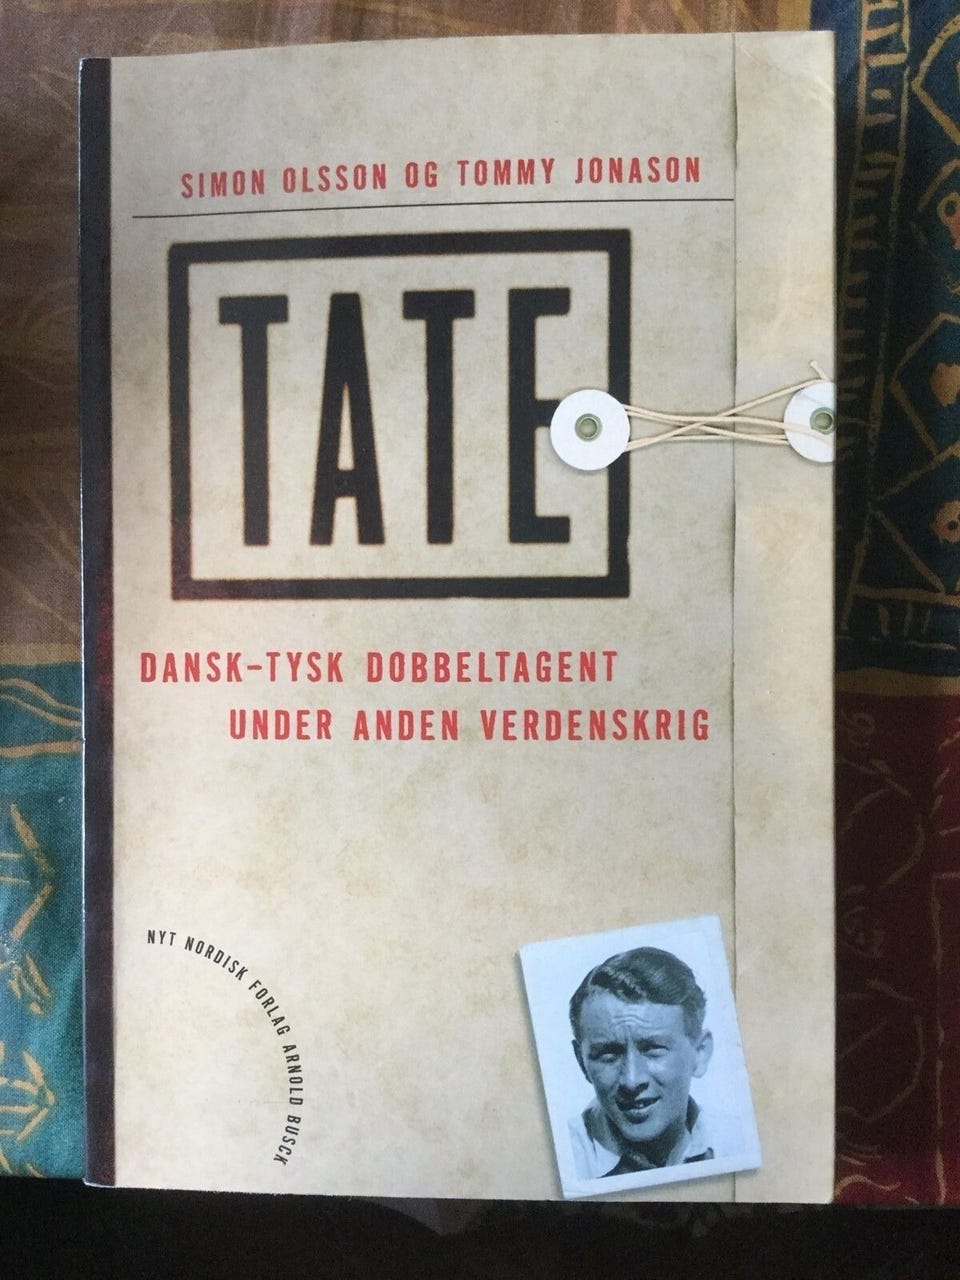 SIMON OLSSON OG TOMMY JONASON
TATE
DANSK-TYSK DOBBELTAGENT
UNDER ANDEN VERDENSKRIG
NYT NORDISK FORLAG ARNOLD BUSCK